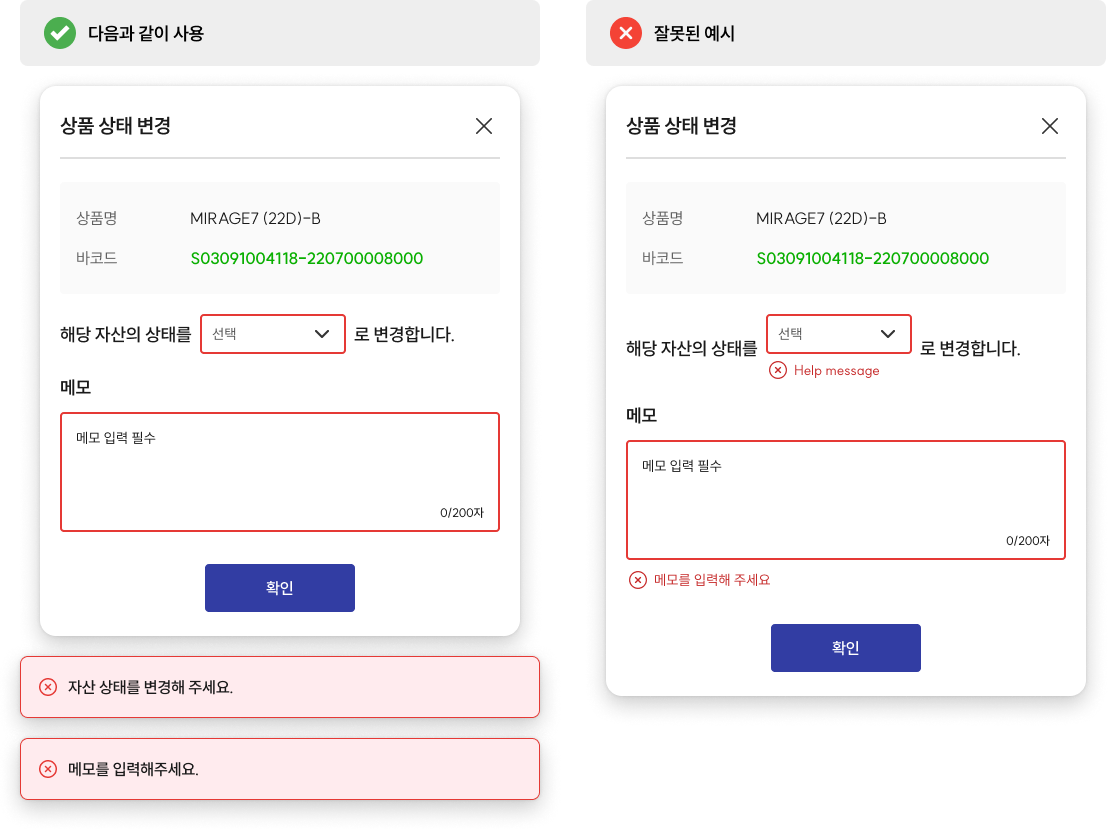 다음과 같이 사용
상품 상태 변경
상품명 MIRAGE7 (22D)-B
바코드 S03091004118-220700008000
해당 자산의 상태를 선택 로 변경합니다.
메모
메모 입력 필수
0/200자
확인
자산 상태를 변경해 주세요.
메모를 입력해주세요.
잘못된 예시
상품 상태 변경
상품명 MIRAGE7 (22D)-B
바코드 S03091004118-220700008000
해당 자산의 상태를 선택 로 변경합니다.
Help message
메모
메모 입력 필수
0/200자
메모를 입력해 주세요
확인